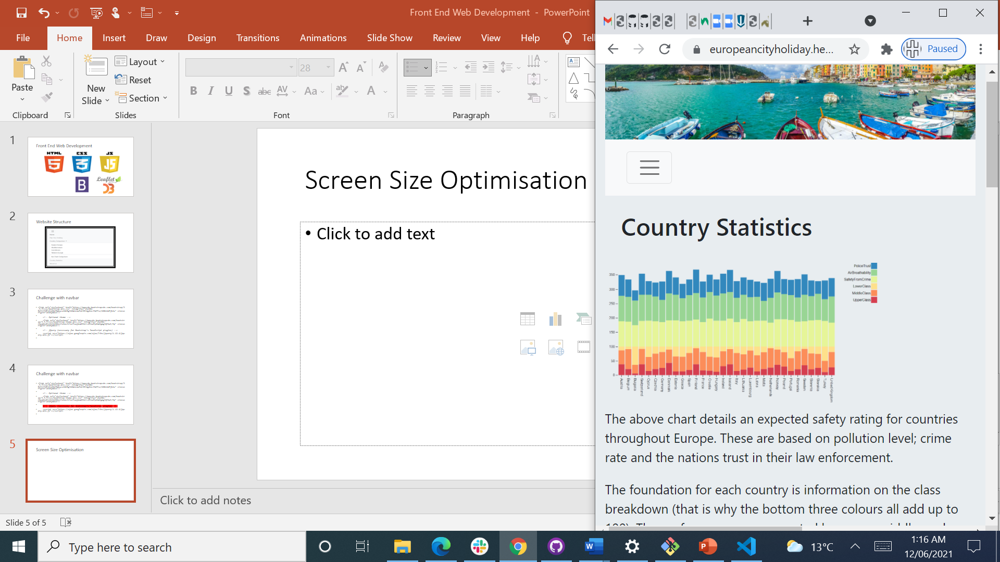 Front End Web Development - PowerPoint
File Home Insert Draw Design Transitions Animations Slide Show Review View Help Tell
Paste
New
Slide
Layout
Reset
Section
28
B I U S abc AV Aa ab A
Clipboard Slides Font Paragraph
1
Front End Web Development
HTML CSS JS
5 3 JS
B
Leaflet
D3
2
Website Structure
3
Challenge with navbar
4
Challenge with navbar
5
Screen Size Optimisation
Screen Size Optimisation
• Click to add text
Click to add notes
Slide 5 of 5
europeancityholiday.he...
Paused
Country Statistics
PoliceTrust
AirBreathability
SafetyFromCrime
LowerClass
MiddleClass
UpperClass
350
300
250
200
150
100
50
0
Austria Belgium Bulgaria Switzerland Cyprus Czechia Germany Denmark Estonia Greece Spain Finland France Croatia Hungary Ireland Iceland Italy Lithuania Luxembourg Latvia Malta Netherlands Norway Poland Portugal Romania Sweden Slovenia Slovakia Turkey UnitedKingdom
The above chart details an expected safety rating for countries
throughout Europe. These are based on pollution level; crime
rate and the nations trust in their law enforcement.
The foundation for each country is information on the class
breakdown (that is why the bottom three colours all add up to
Type here to search
13°C
1:16 AM
12/06/2021